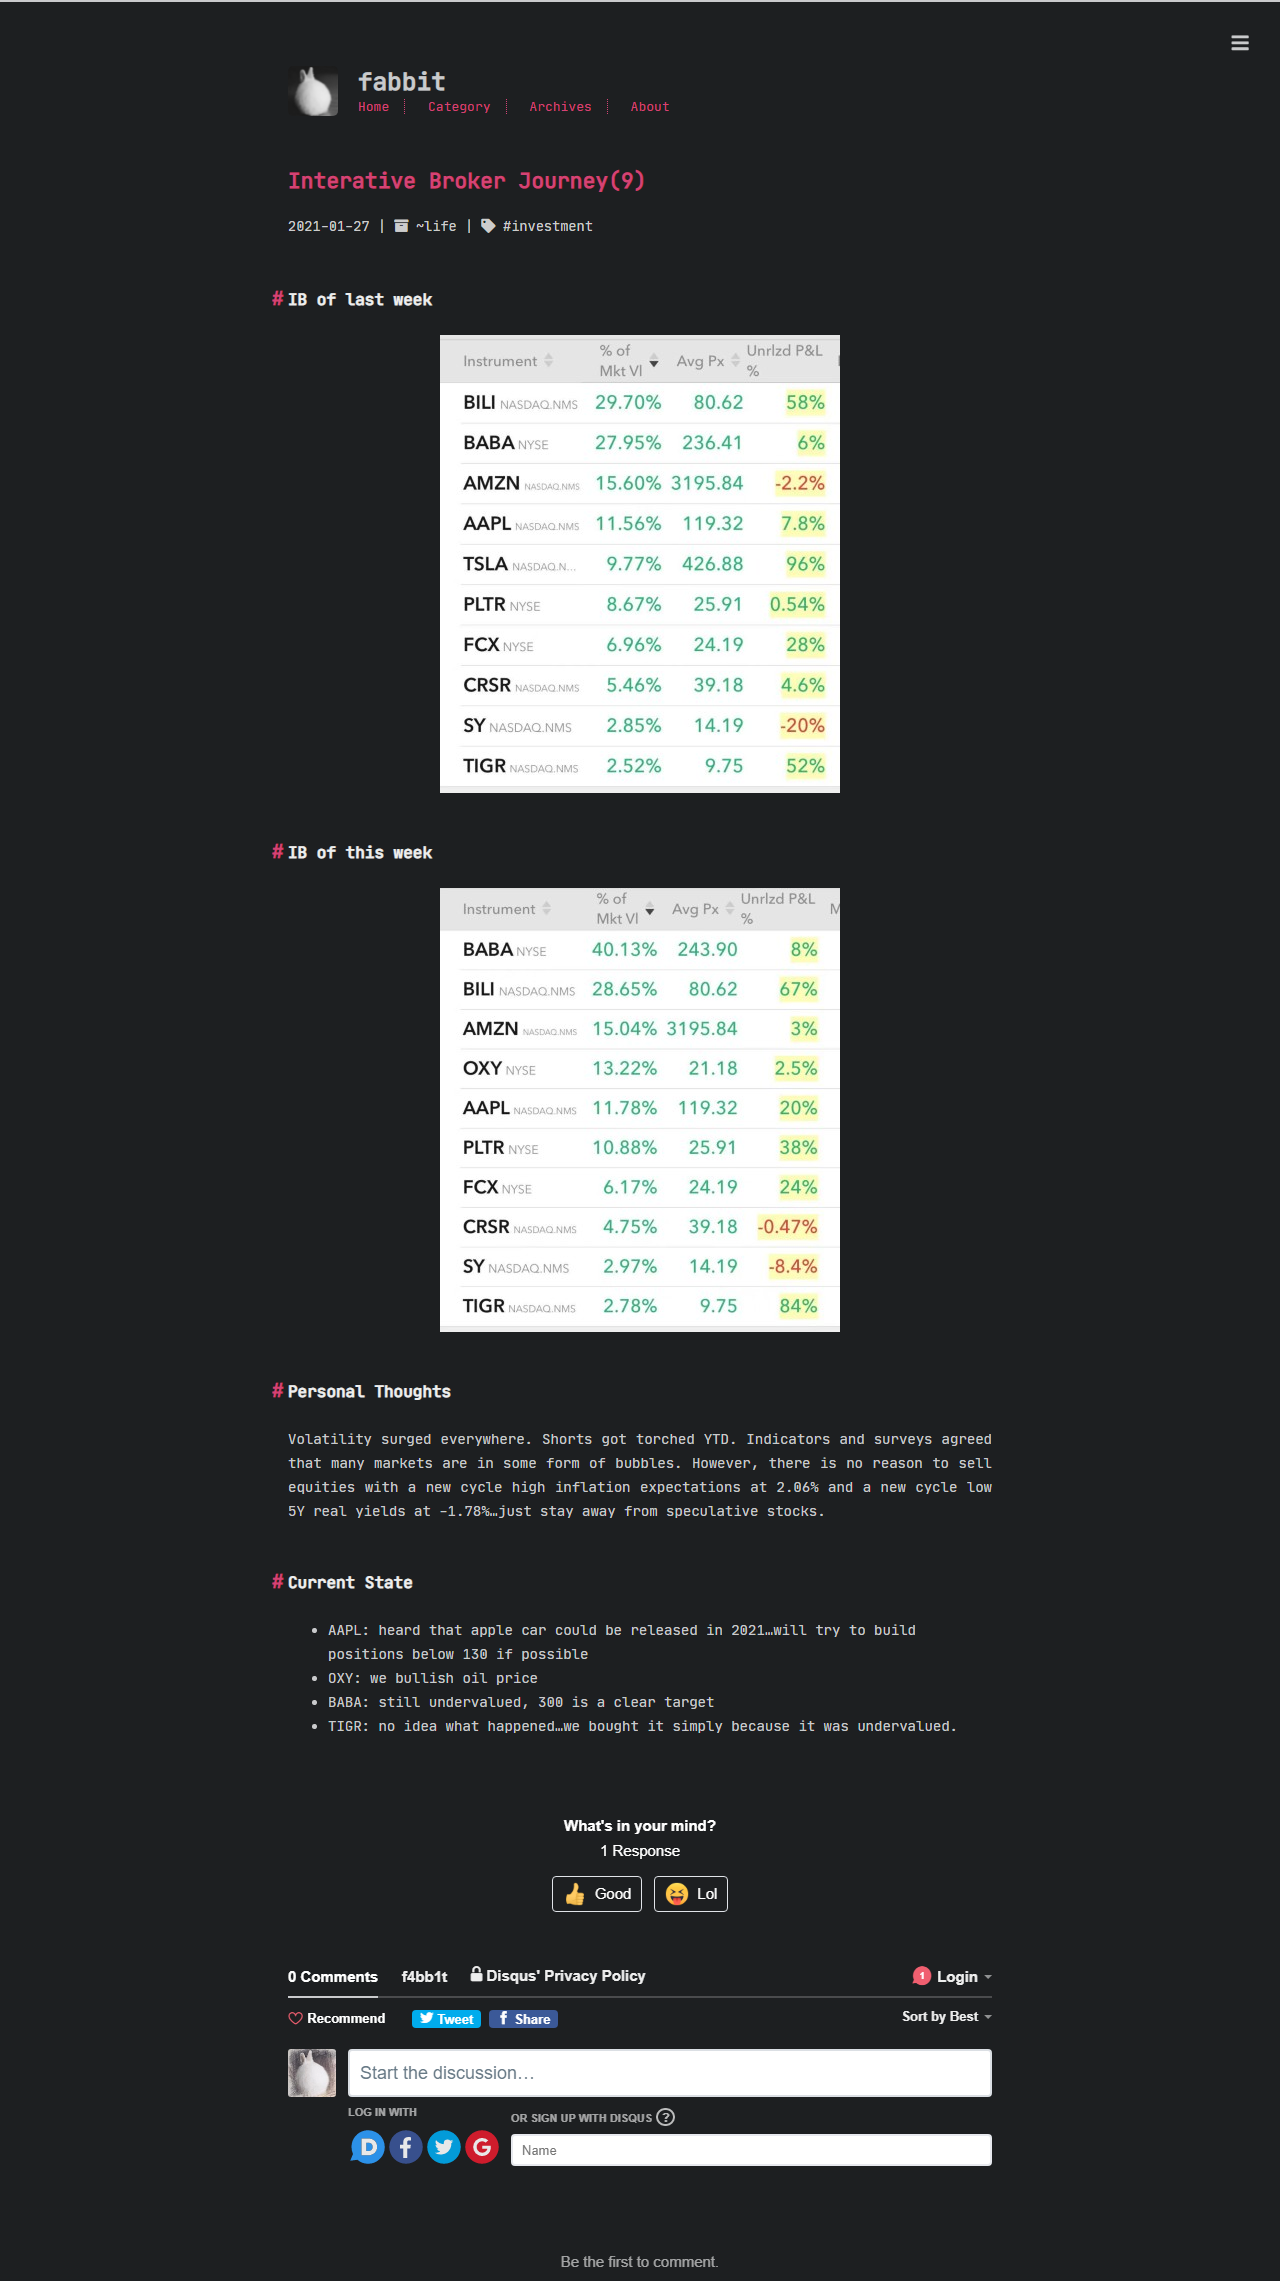 fabbit
Home
Category
Archives
About
Interative Broker Journey(9)
2021-01-27 | ~life | #investment
# IB of last week
Instrument % of Mkt Vl Avg Px Unrlzd P&L %
BILI NASDAQ.NMS 29.70% 80.62 58%
BABA NYSE 27.95% 236.41 6%
AMZN NASDAQ.NMS 15.60% 3195.84 -2.2%
AAPL NASDAQ.NMS 11.56% 119.32 7.8%
TSLA NASDAQ.N... 9.77% 426.88 96%
PLTR NYSE 8.67% 25.91 0.54%
FCX NYSE 6.96% 24.19 28%
CRSR NASDAQ.NMS 5.46% 39.18 4.6%
SY NASDAQ.NMS 2.85% 14.19 -20%
TIGR NASDAQ.NMS 2.52% 9.75 52%
# IB of this week
Instrument % of Mkt Vl Avg Px Unrlzd P&L % M
BABA NYSE 40.13% 243.90 8%
BILI NASDAQ.NMS 28.65% 80.62 67%
AMZN NASDAQ.NMS 15.04% 3195.84 3%
OXY NYSE 13.22% 21.18 2.5%
AAPL NASDAQ.NMS 11.78% 119.32 20%
PLTR NYSE 10.88% 25.91 38%
FCX NYSE 6.17% 24.19 24%
CRSR NASDAQ.NMS 4.75% 39.18 -0.47%
SY NASDAQ.NMS 2.97% 14.19 -8.4%
TIGR NASDAQ.NMS 2.78% 9.75 84%
# Personal Thoughts
Volatility surged everywhere. Shorts got torched YTD. Indicators and surveys agreed
that many markets are in some form of bubbles. However, there is no reason to sell
equities with a new cycle high inflation expectations at 2.06% and a new cycle low
5Y real yields at -1.78%…just stay away from speculative stocks.
# Current State
• AAPL: heard that apple car could be released in 2021…will try to build
positions below 130 if possible
• OXY: we bullish oil price
• BABA: still undervalued, 300 is a clear target
• TIGR: no idea what happened…we bought it simply because it was undervalued.
What's in your mind?
1 Response
Good Lol
0 Comments f4bb1t Disqus' Privacy Policy 1 Login
Recommend Tweet Share Sort by Best
Start the discussion…
LOG IN WITH
OR SIGN UP WITH DISQUS ?
D f G
Name
Be the first to comment.